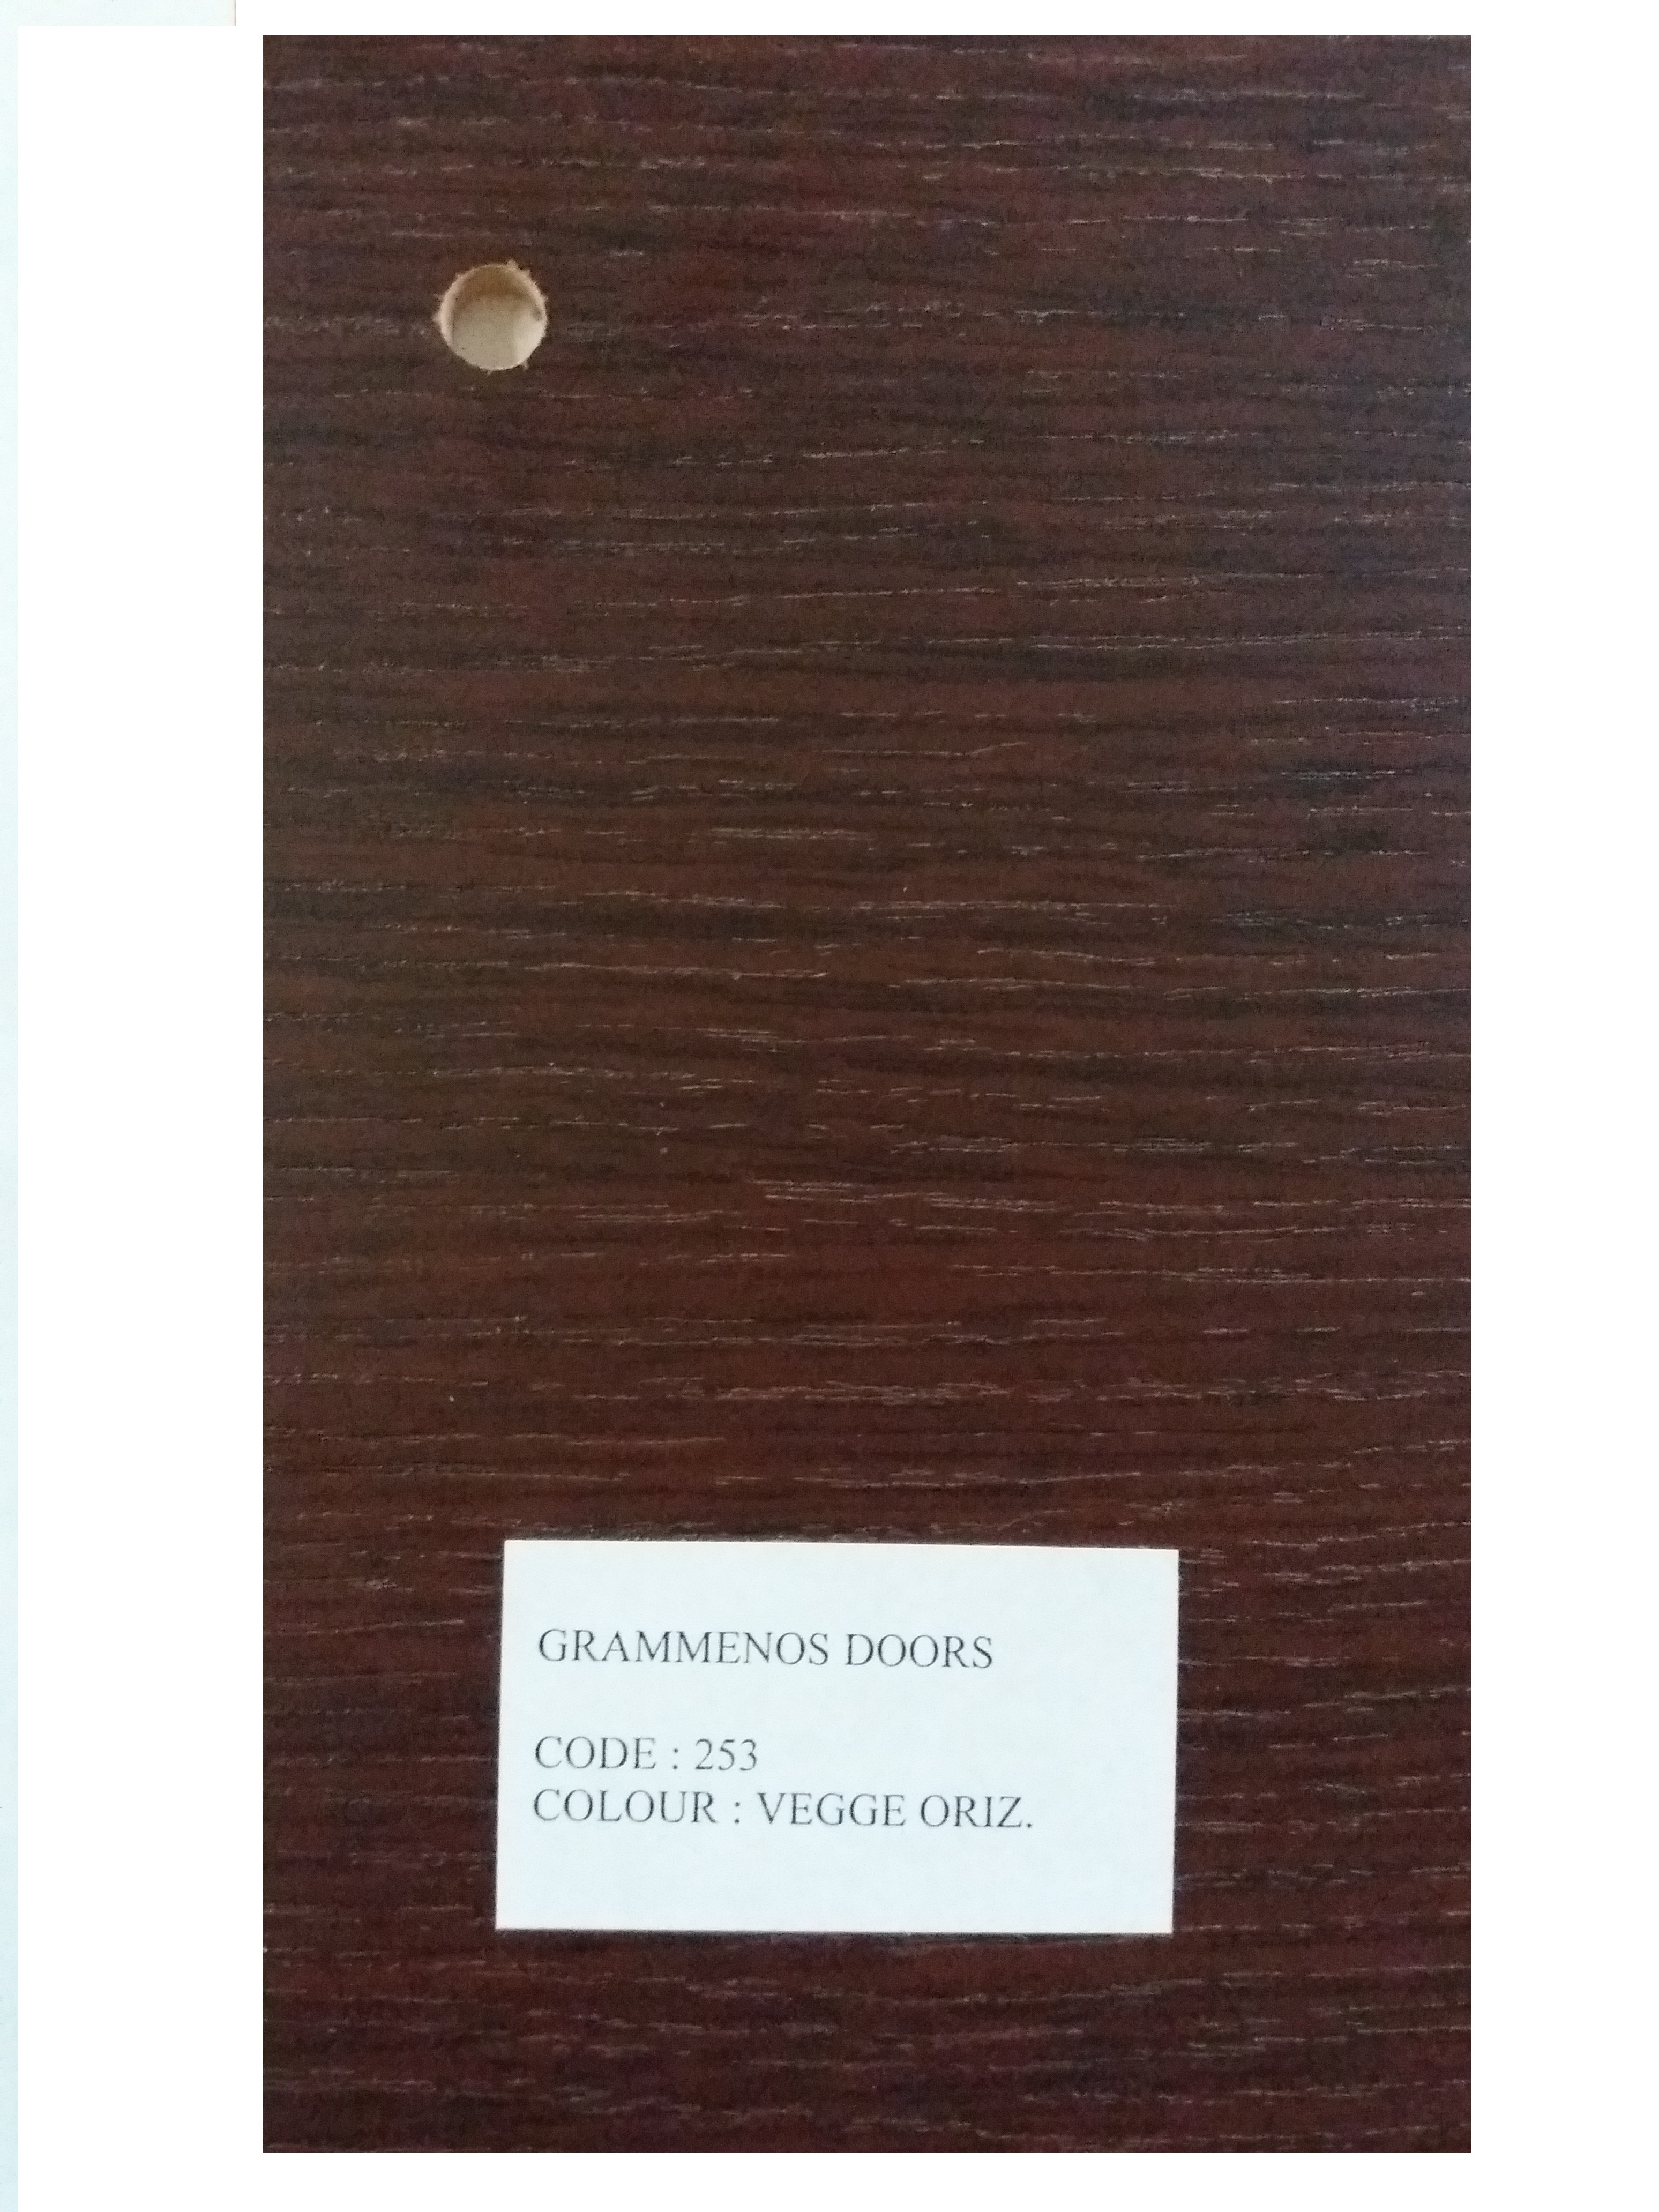 GRAMMENOS DOORS
CODE : 253
COLOUR : VEGGE ORIZ.